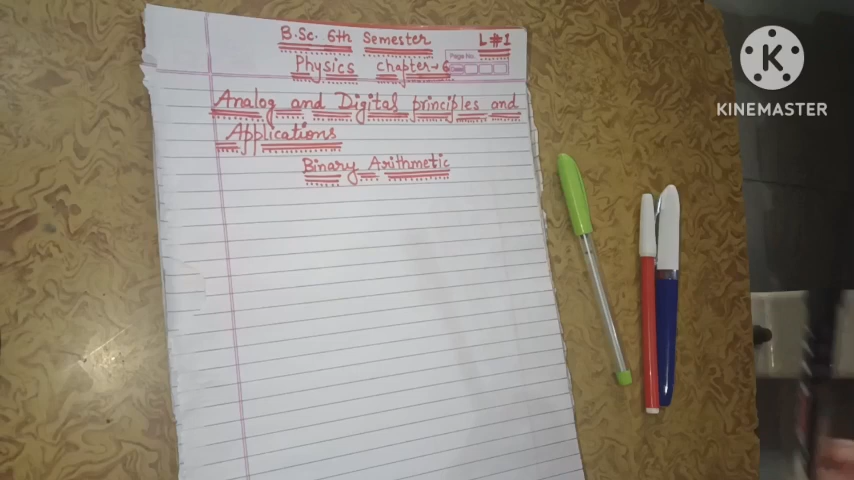 B.Sc. 6th Semester L#1
Page No.
Physics chapter→6
Analog and Digital principles and
Applications
Binary Arithmetic
K
KINEMASTER